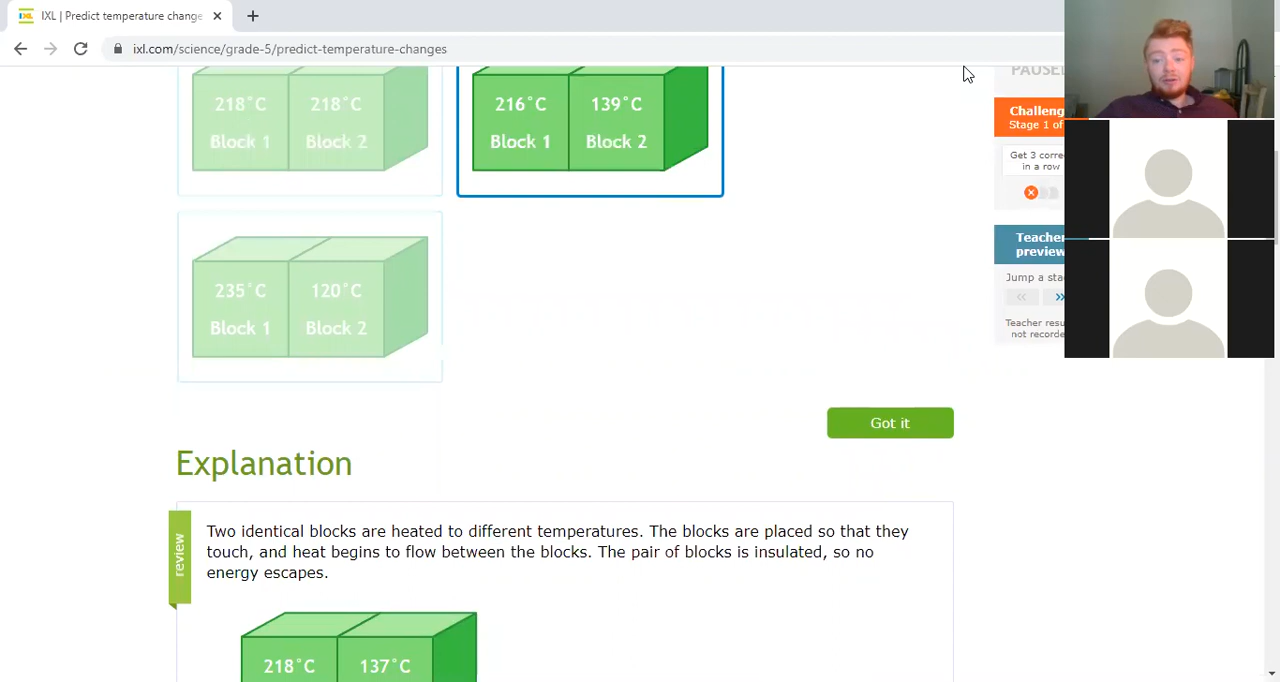 IXL | Predict temperature change
ixl.com/science/grade-5/predict-temperature-changes
218°C 218°C
Block 1 Block 2
216°C 139°C
Block 1 Block 2
PAUSED
Challeng
Stage 1 of
Get 3 corre
in a row
Teacher
preview
Jump a sta
Teacher resu
not recorde
235°C 120°C
Block 1 Block 2
Got it
Explanation
review
Two identical blocks are heated to different temperatures. The blocks are placed so that they
touch, and heat begins to flow between the blocks. The pair of blocks is insulated, so no
energy escapes.
218°C 137°C